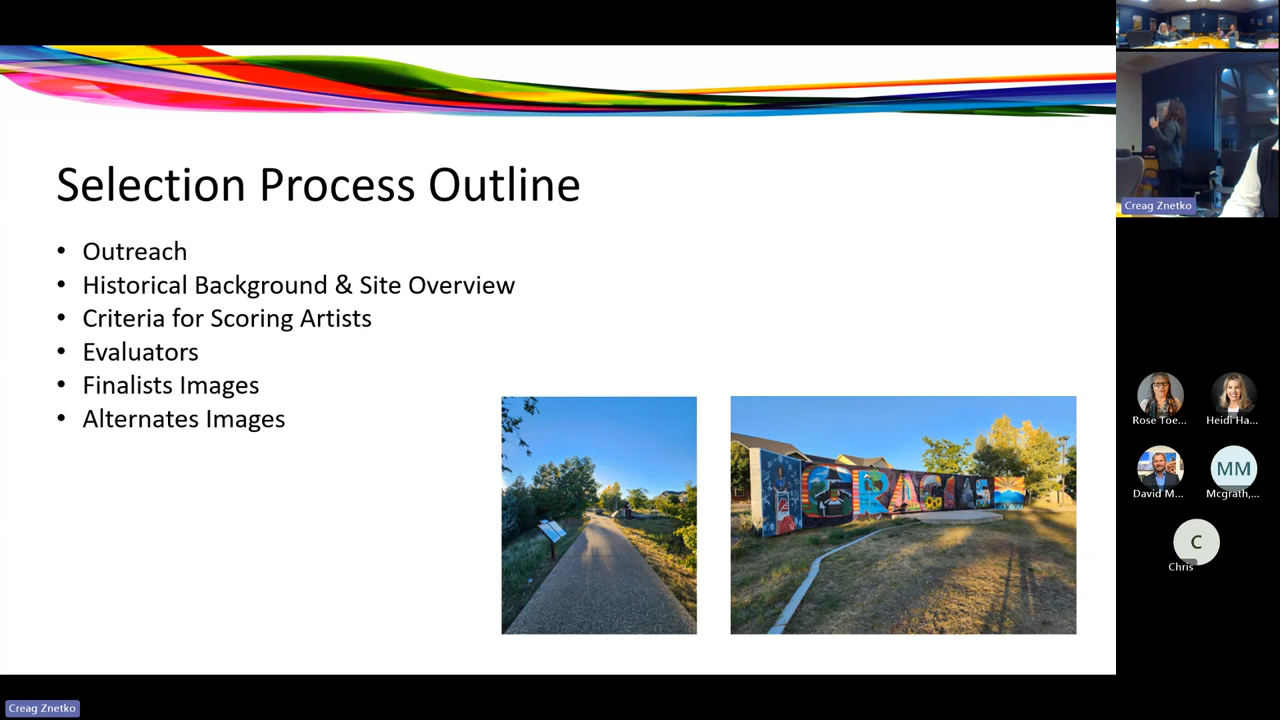 Selection Process Outline
• Outreach
• Historical Background & Site Overview
• Criteria for Scoring Artists
• Evaluators
• Finalists Images
• Alternates Images
GRACIAS
Creag Znetko
Rose Toe...
Heidi Ha...
David M...
MM
Mcgrath,...
C
Chris
Creag Znetko